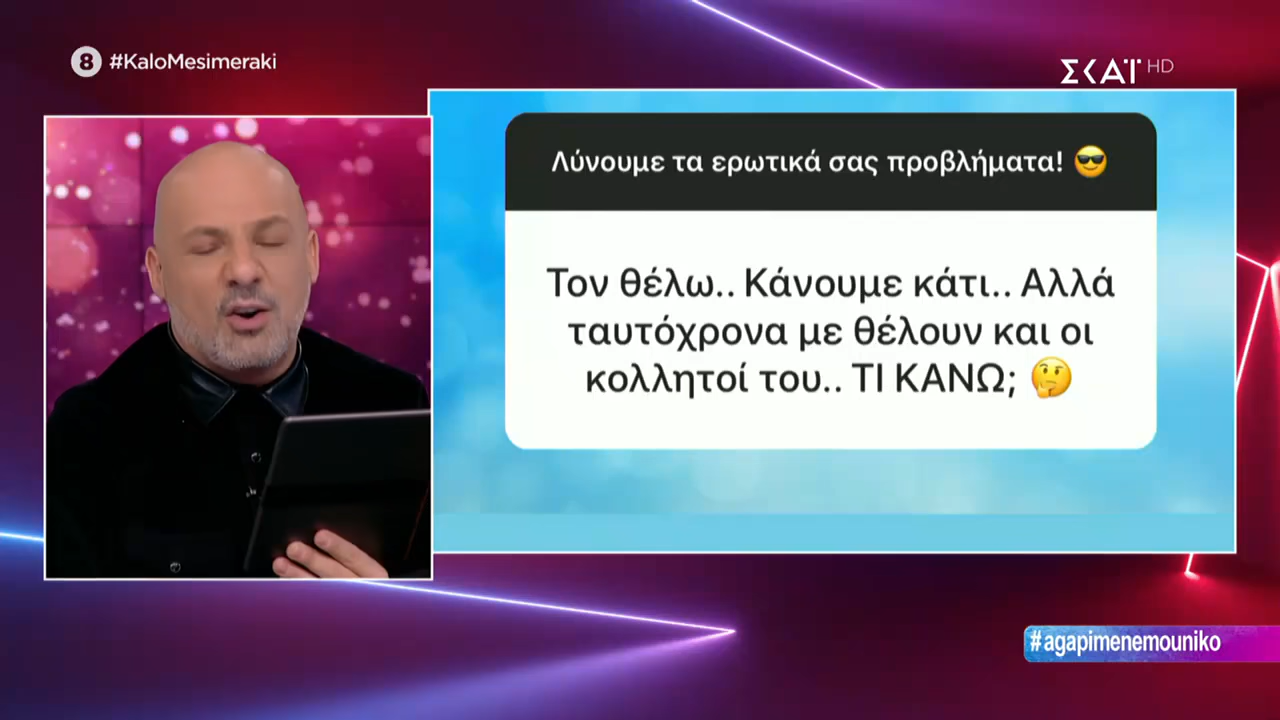 8 #KaloMesimeraki
ΣΚΑΪ HD
Λύνουμε τα ερωτικά σας προβλήματα! 😎
Τον θέλω.. Κάνουμε κάτι.. Αλλά
ταυτόχρονα με θέλουν και οι
κολλητοί του.. ΤΙ ΚΑΝΩ; 🤔
#agapimenemouniko